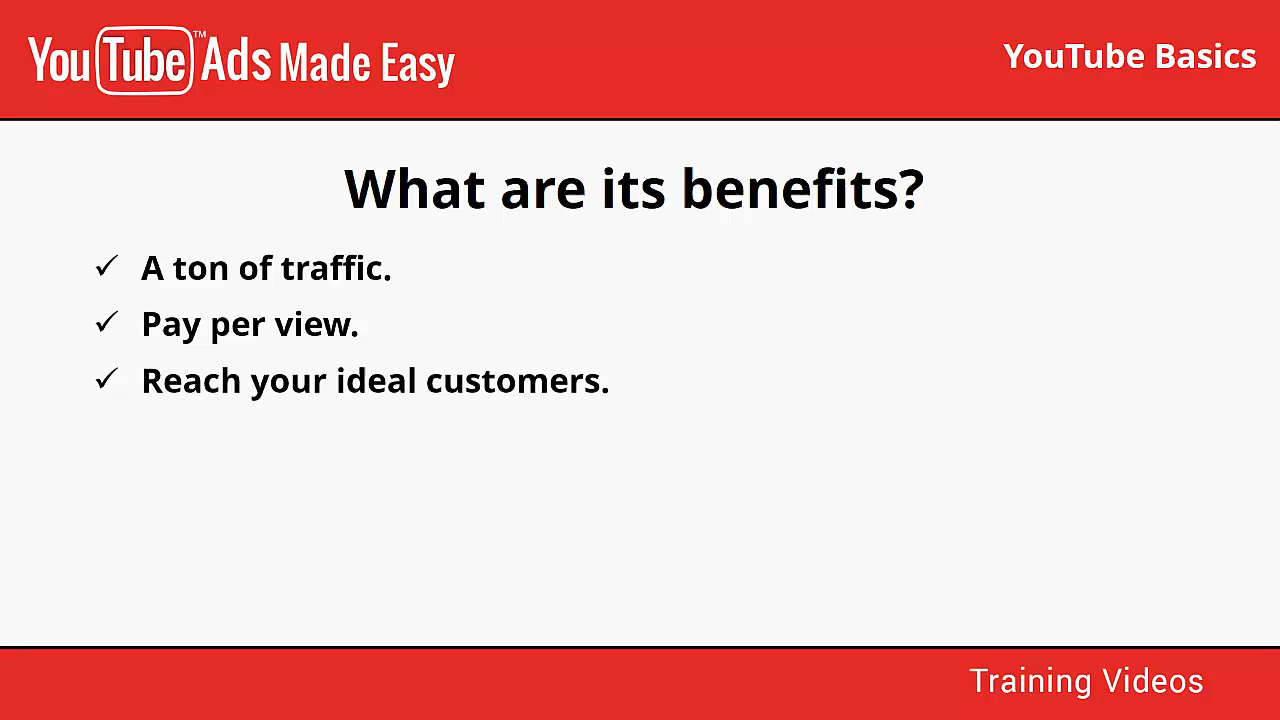 YouTube™ Ads Made Easy
YouTube Basics
What are its benefits?
✓ A ton of traffic.
✓ Pay per view.
✓ Reach your ideal customers.
Training Videos